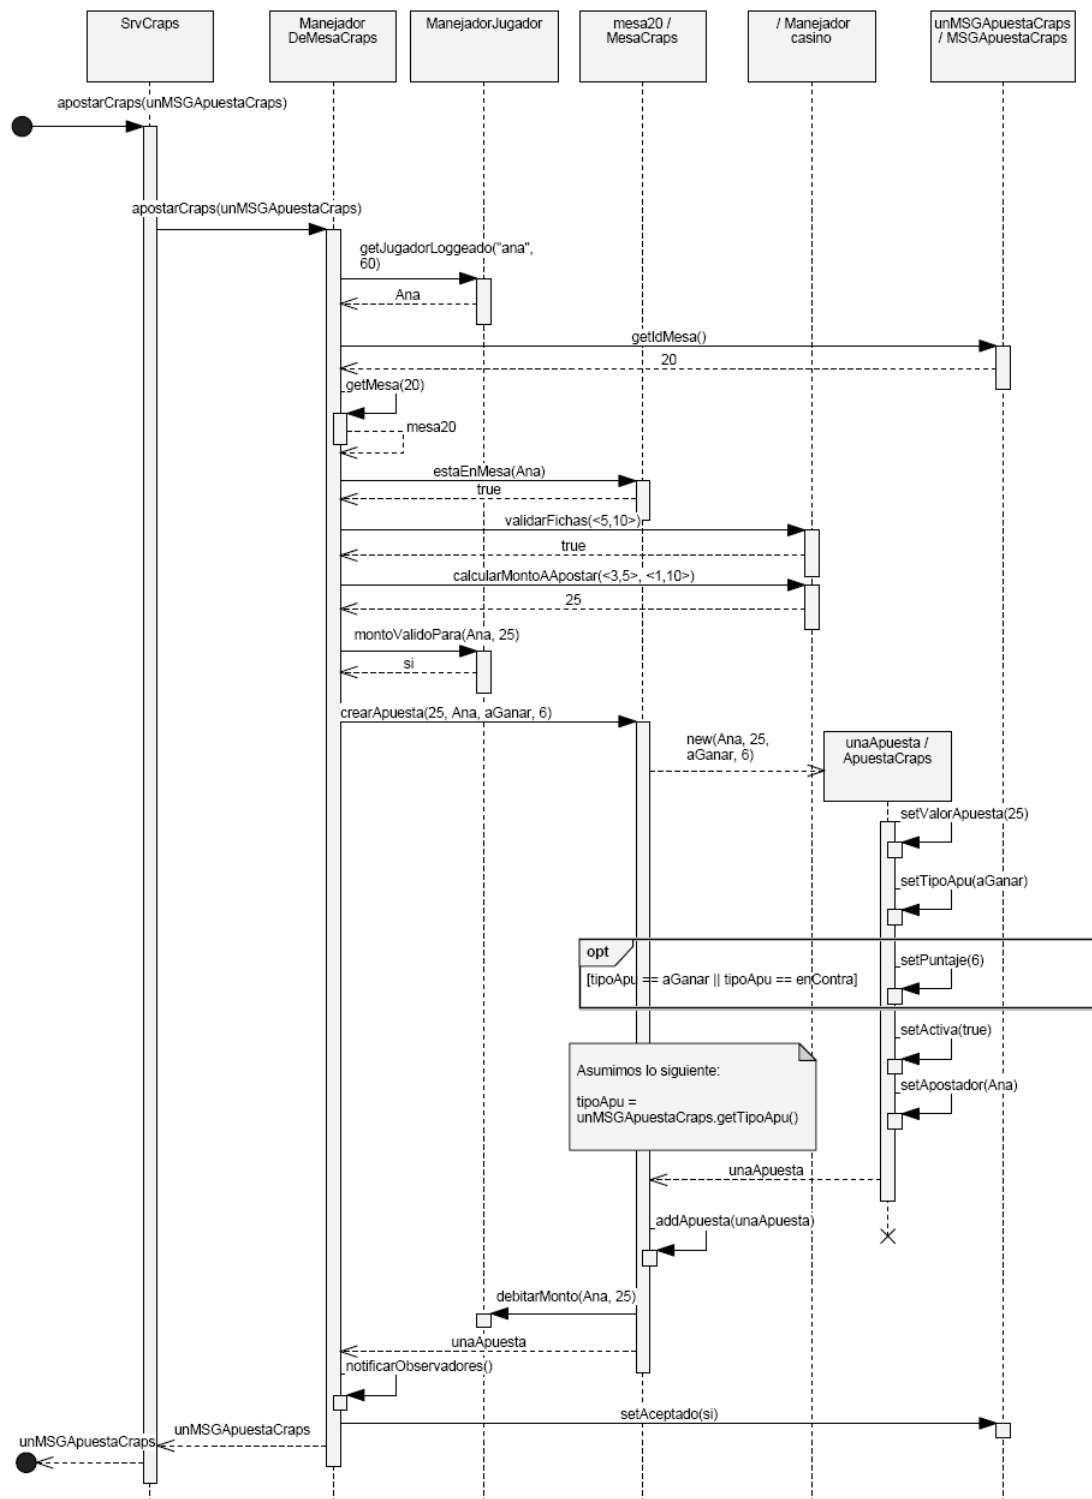 SrvCraps
Manejador
DeMesaCraps
ManejadorJugador
mesa20 /
MesaCraps
/ Manejador
casino
unMSGApuestaCraps
/ MSGApuestaCraps
apostarCraps(unMSGApuestaCraps)
apostarCraps(unMSGApuestaCraps)
getJugadorLoggeado("ana",
60)
Ana
getIdMesa()
20
getMesa(20)
mesa20
estaEnMesa(Ana)
true
validarFichas(<5,10>)
true
calcularMontoAApostar(<3,5>, <1,10>)
25
montoValidoPara(Ana, 25)
si
crearApuesta(25, Ana, aGanar, 6)
new(Ana, 25,
aGanar, 6)
unaApuesta /
ApuestaCraps
setValorApuesta(25)
setTipoApu(aGanar)
opt
[tipoApu == aGanar || tipoApu == enContra]
setPuntaje(6)
setActiva(true)
Asumimos lo siguiente:
tipoApu =
unMSGApuestaCraps.getTipoApu()
setApostador(Ana)
unaApuesta
addApuesta(unaApuesta)
debitarMonto(Ana, 25)
unaApuesta
notificarObservadores()
setAceptado(si)
unMSGApuestaCraps
unMSGApuestaCraps